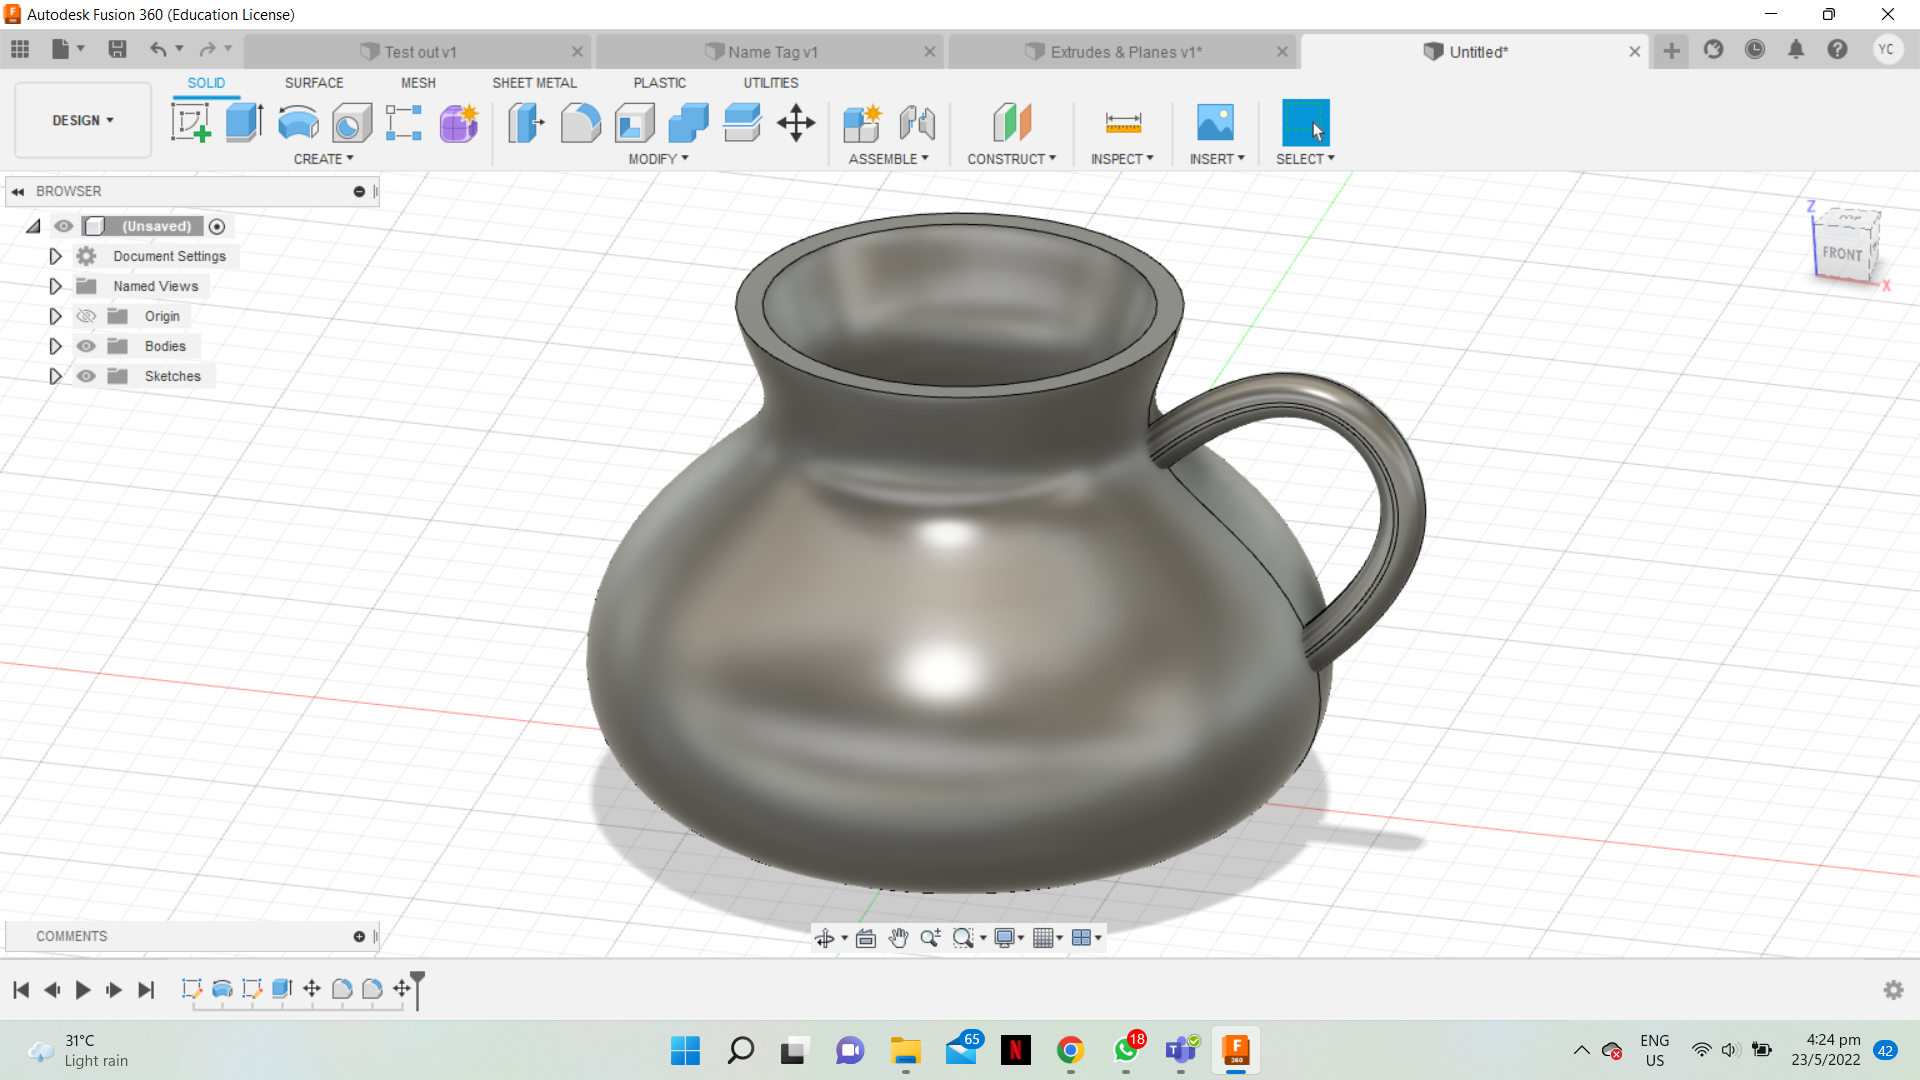 Autodesk Fusion 360 (Education License)
Test out v1
Name Tag v1
Extrudes & Planes v1*
Untitled*
YC
SOLID
SURFACE
MESH
SHEET METAL
PLASTIC
UTILITIES
DESIGN
CREATE
MODIFY
ASSEMBLE
CONSTRUCT
INSPECT
INSERT
SELECT
BROWSER
(Unsaved)
Document Settings
Named Views
Origin
Bodies
Sketches
Z
TOP
FRONT
X
COMMENTS
31°C
Light rain
65
N
18
T
F
360
ENG
US
4:24 pm
23/5/2022
42